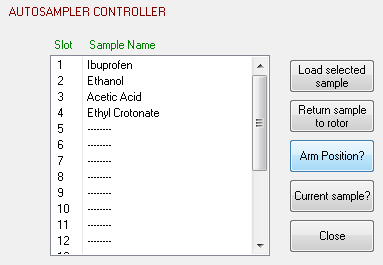 AUTOSAMPLER CONTROLLER
Slot Sample Name
1 Ibuprofen
2 Ethanol
3 Acetic Acid
4 Ethyl Crotonate
5 --------
6 --------
7 --------
8 --------
9 --------
10 --------
11 --------
12 --------
Load selected
sample
Return sample
to rotor
Arm Position?
Current sample?
Close